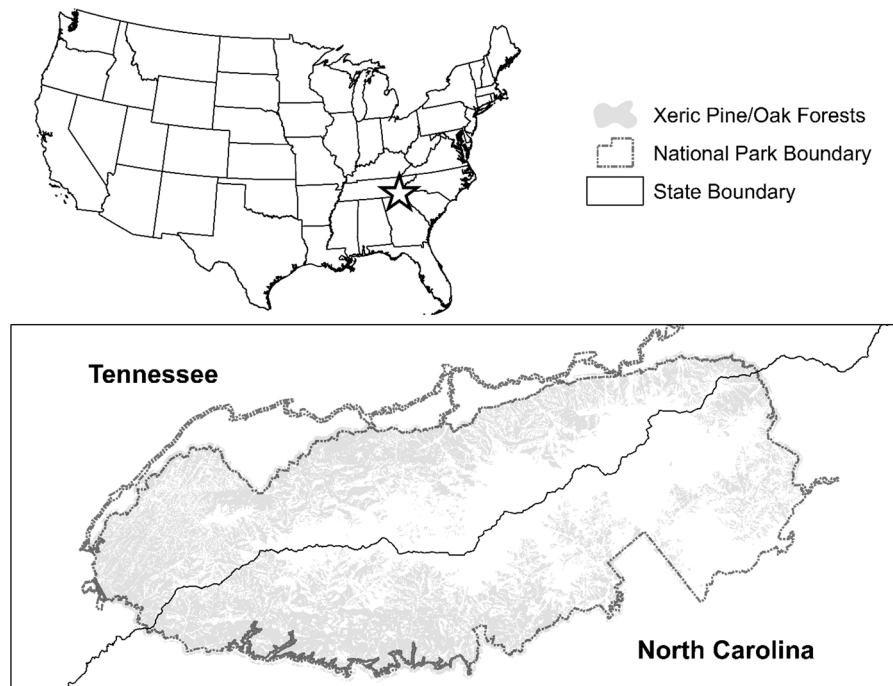 Xeric Pine/Oak Forests
National Park Boundary
State Boundary
Tennessee
North Carolina